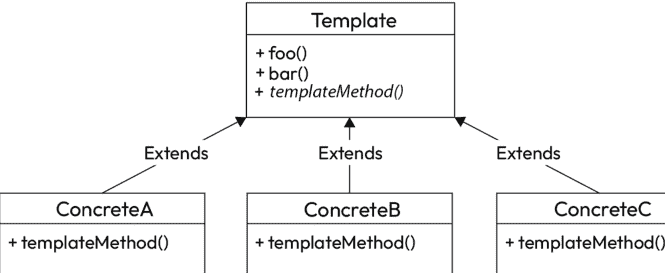 Template
+ foo()
+ bar()
+ templateMethod()
Extends Extends Extends
ConcreteA ConcreteB ConcreteC
+ templateMethod() + templateMethod() + templateMethod()